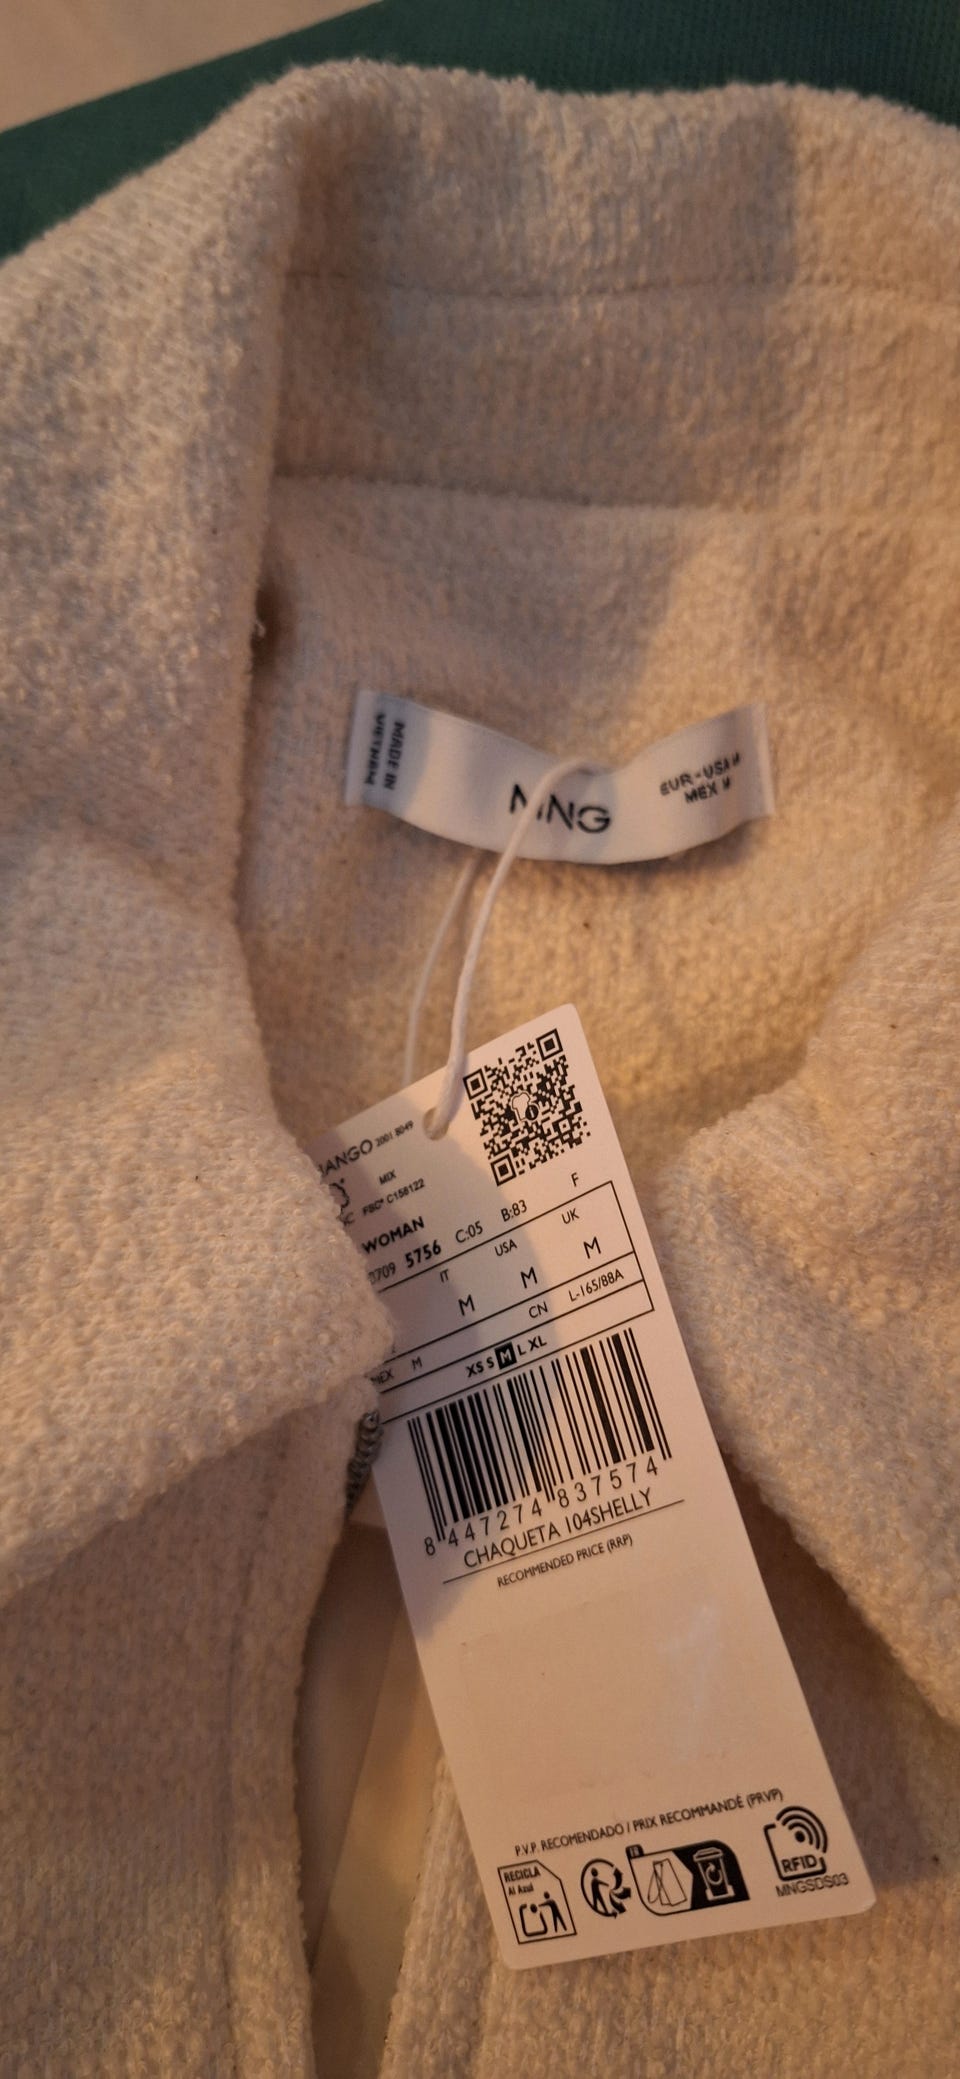 MADE IN
VIETNAM
MNG
EUR-USA M
MEX M
MANGO 2001 8049
MIX
FSC® C158122
WOMAN
5756 C:05 B:83 F
IT USA UK
M M M
CN L-165/88A
MEX M
XS S M L XL
8 447274 837574
CHAQUETA 104SHELLY
RECOMMENDED PRICE (RRP)
P.V.P. RECOMENDADO / PRIX RECOMMANDÉ (PRVP)
RECICLA
Al Azul
FR
RFID
MNGSDS03